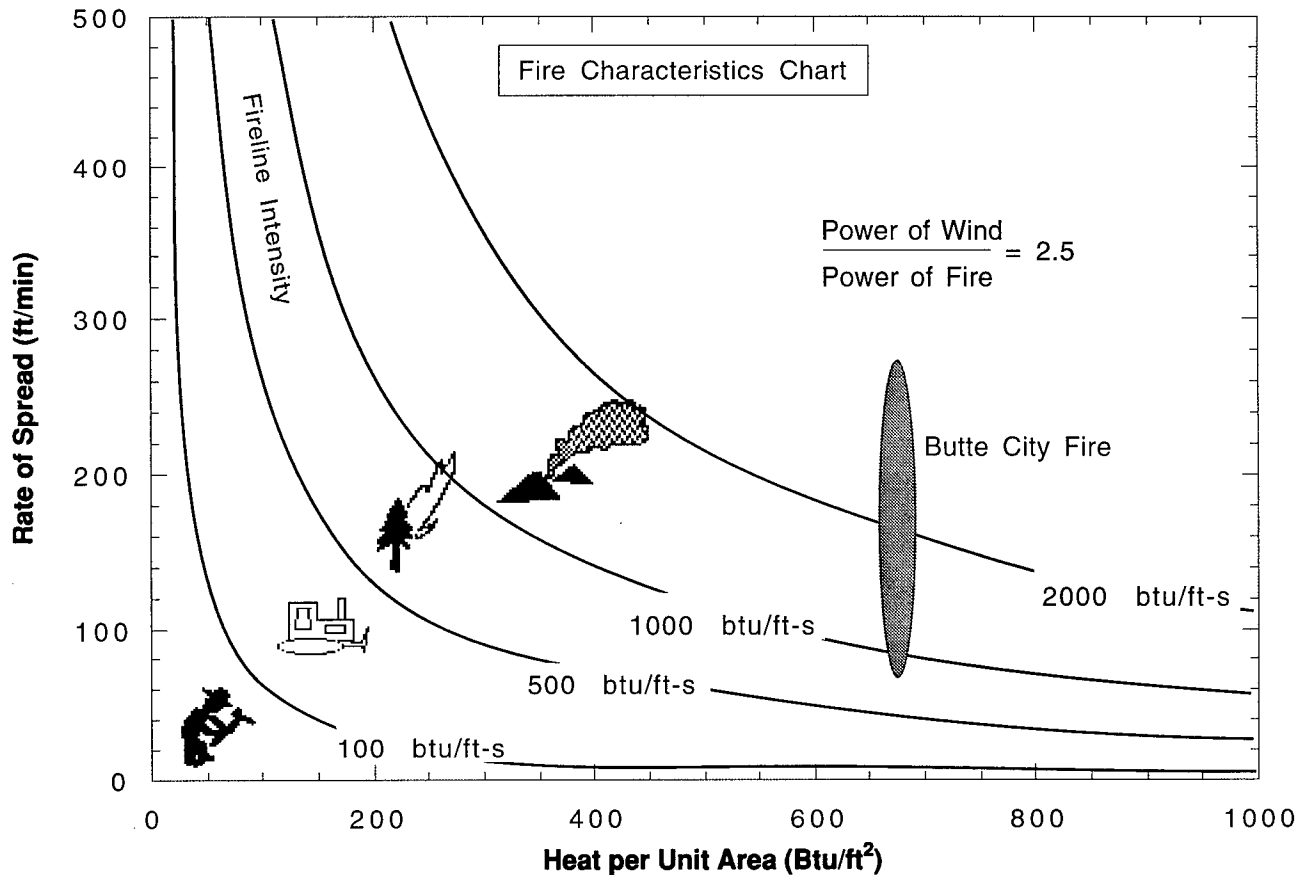 Fire Characteristics Chart
Rate of Spread (ft/min)
500
400
300
200
100
0
Fireline Intensity
Power of Wind
Power of Fire
= 2.5
Butte City Fire
2000 btu/ft-s
1000 btu/ft-s
500 btu/ft-s
100 btu/ft-s
0 200 400 600 800 1000
Heat per Unit Area (Btu/ft²)